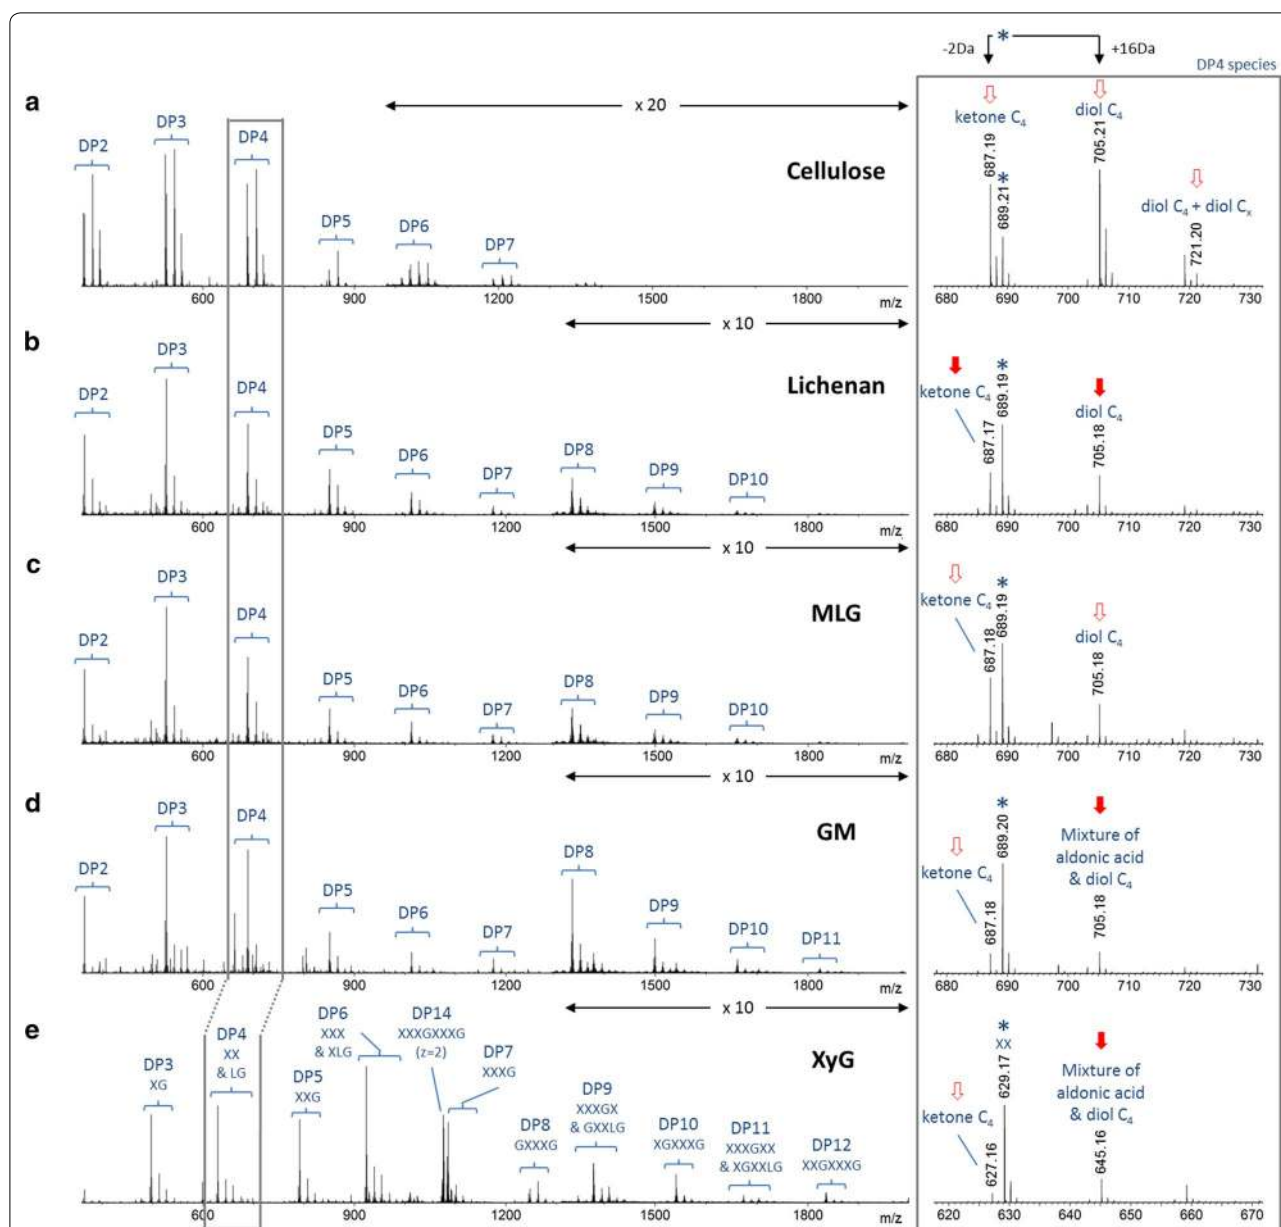 * 
-2Da
+16Da
DP4 species
a
x 20
DP2
DP3
DP4
Cellulose
DP5
DP6
DP7
600
900
1200
1500
1800
m/z
ketone C4
diol C4
687.19
689.21
*
705.21
diol C4 + diol Cx
721.20
680
690
700
710
720
730
b
x 10
DP2
DP3
DP4
Lichenan
DP5
DP6
DP7
DP8
DP9
DP10
600
900
1200
1500
1800
m/z
ketone C4
687.17
*
689.19
diol C4
705.18
680
690
700
710
720
730
c
x 10
DP2
DP3
DP4
MLG
DP5
DP6
DP7
DP8
DP9
DP10
600
900
1200
1500
1800
m/z
ketone C4
687.18
*
689.19
diol C4
705.18
680
690
700
710
720
730
d
x 10
DP2
DP3
DP4
GM
DP5
DP6
DP7
DP8
DP9
DP10
DP11
600
900
1200
1500
1800
m/z
ketone C4
687.18
*
689.20
Mixture of
aldonic acid
& diol C4
705.18
680
690
700
710
720
730
e
x 10
XyG
DP3
XG
DP4
XX
& LG
DP5
XXG
DP6
XXX
& XLG
DP14
XXXGXXXG
(z=2)
DP7
XXXG
DP8
GXXXG
DP9
XXXGX
& GXXLG
DP10
XGXXXG
DP11
XXXGXX
& XGXXLG
DP12
XXGXXXG
600
900
1200
1500
1800
m/z
ketone C4
627.16
*
XX
629.17
Mixture of
aldonic acid
& diol C4
645.16
620
630
640
650
660
670